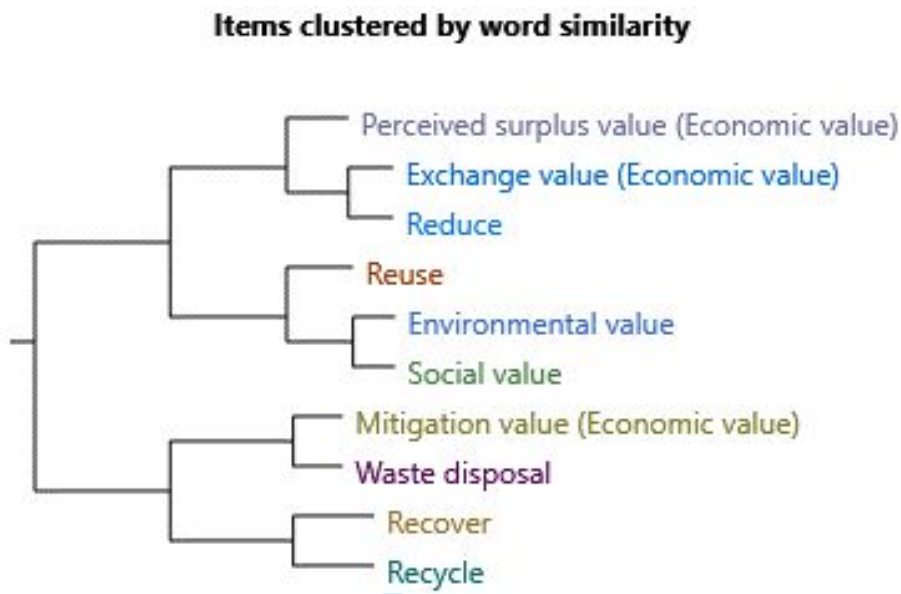 Items clustered by word similarity
Perceived surplus value (Economic value)
Exchange value (Economic value)
Reduce
Reuse
Environmental value
Social value
Mitigation value (Economic value)
Waste disposal
Recover
Recycle